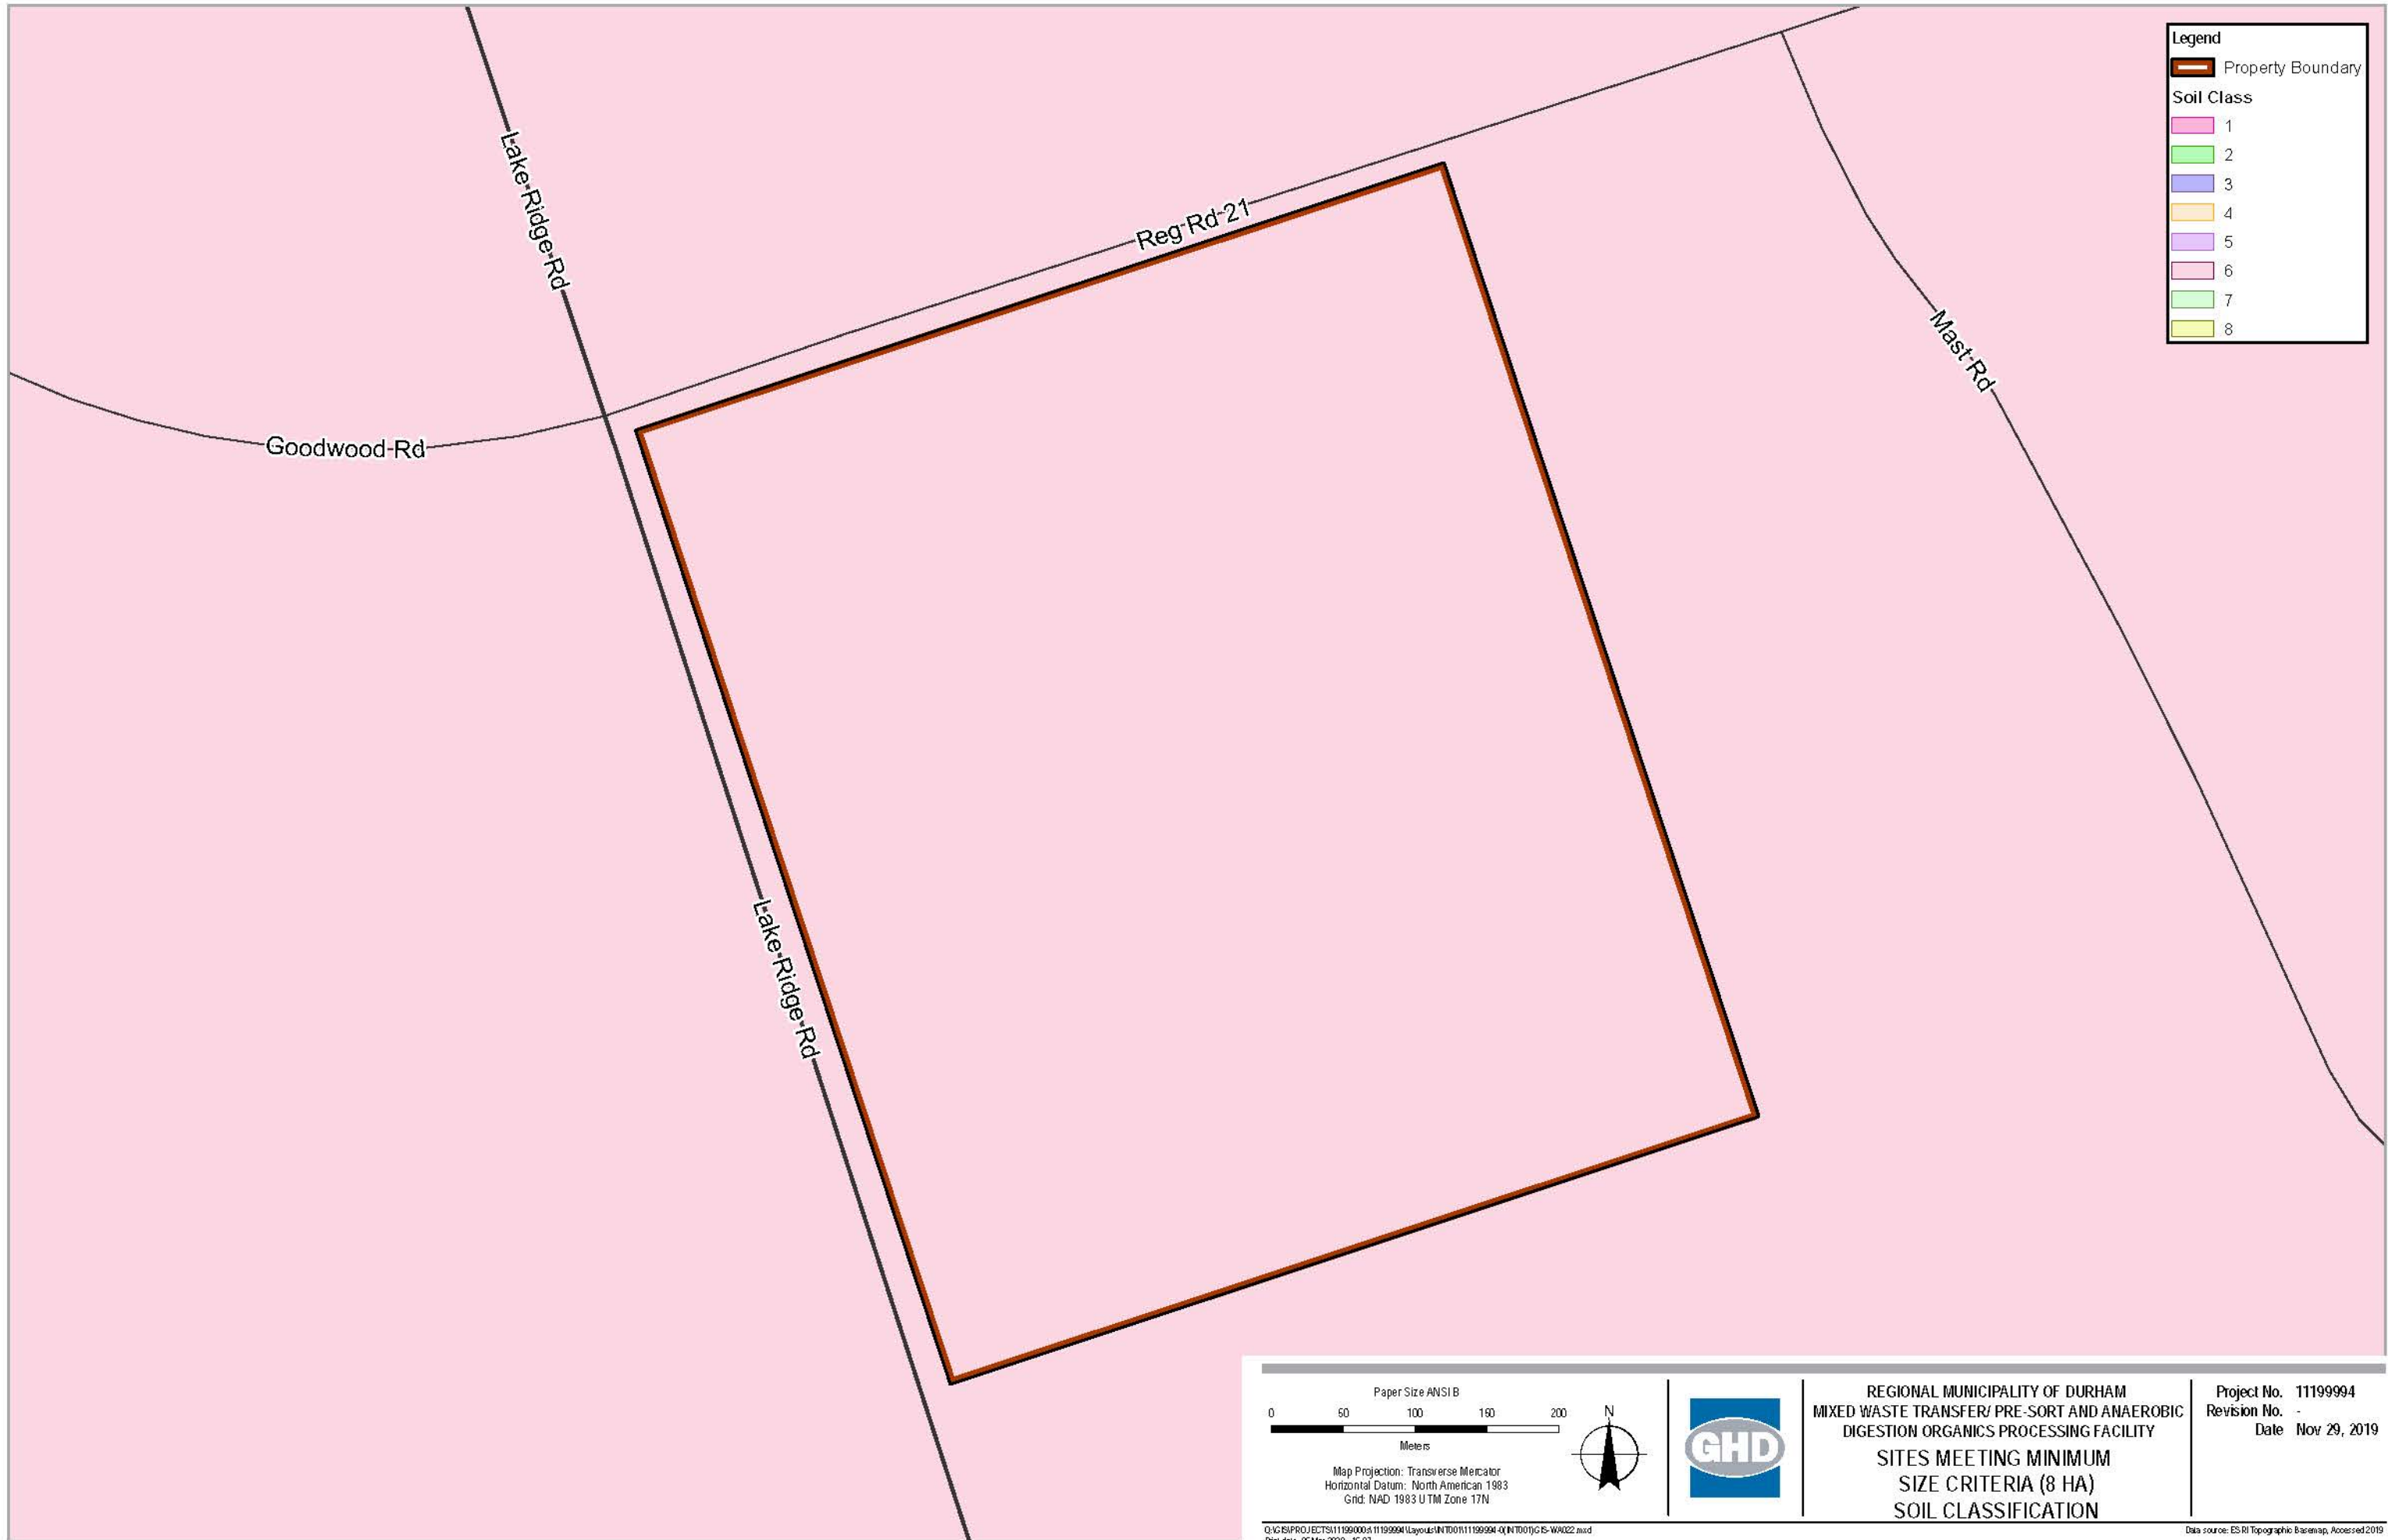 Lake Ridge Rd
Reg Rd 21
Mast Rd
Goodwood Rd
Lake Ridge Rd
Legend
Property Boundary
Soil Class
1
2
3
4
5
6
7
8
Paper Size ANSI B
0 50 100 150 200
Meters
Map Projection: Transverse Mercator
Horizontal Datum: North American 1983
Grid: NAD 1983 UTM Zone 17N
N
GHD
REGIONAL MUNICIPALITY OF DURHAM
MIXED WASTE TRANSFER/ PRE-SORT AND ANAEROBIC
DIGESTION ORGANICS PROCESSING FACILITY
SITES MEETING MINIMUM
SIZE CRITERIA (8 HA)
SOIL CLASSIFICATION
Project No. 11199994
Revision No. -
Date Nov 29, 2019
Data source: ESRI Topographic Basemap, Accessed 2019